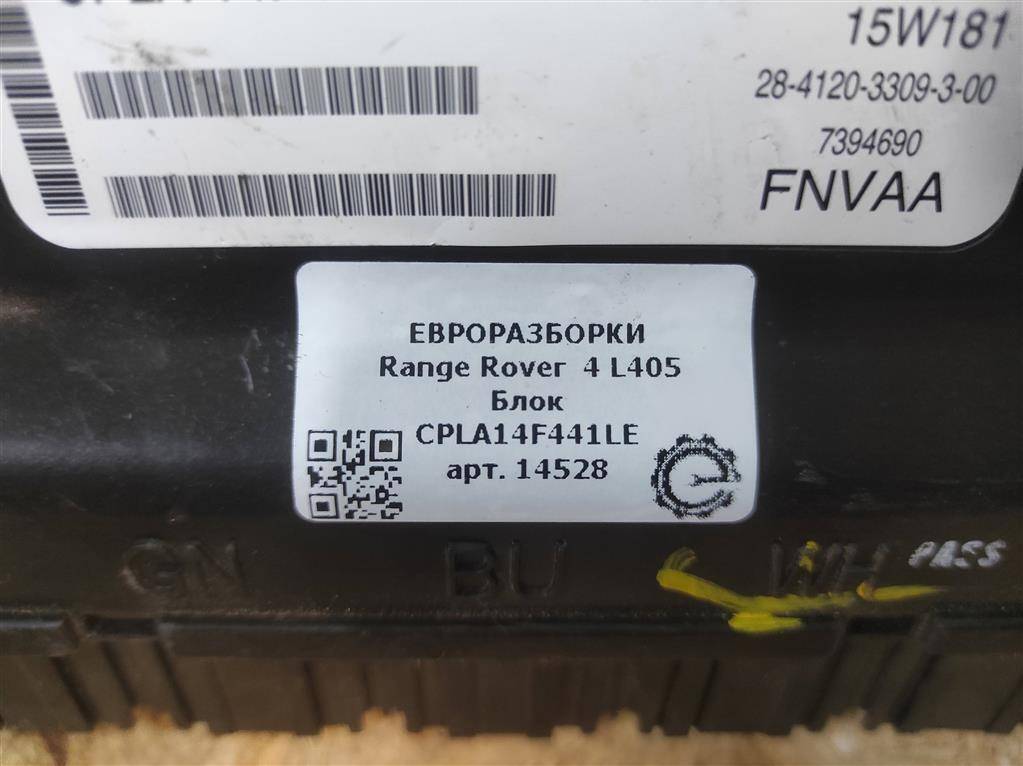 15W181
28-4120-3309-3-00
7394690
FNVAA
ЕВРОРАЗБОРКИ
Range Rover 4 L405
Блок
CPLA14F441LE
арт. 14528
GN BU WH PASS